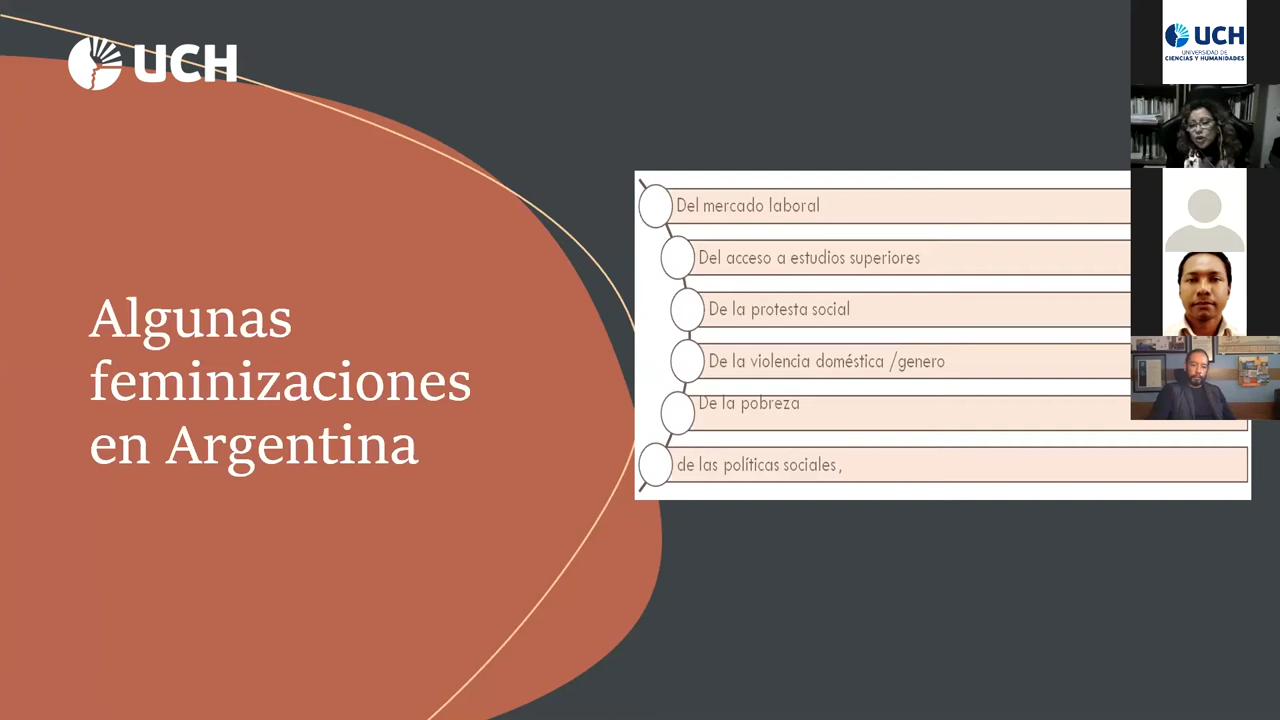 UCH
Algunas
feminizaciones
en Argentina
Del mercado laboral
Del acceso a estudios superiores
De la protesta social
De la violencia doméstica /genero
De la pobreza
de las políticas sociales,
UCH
UNIVERSIDAD DE
CIENCIAS Y HUMANIDADES